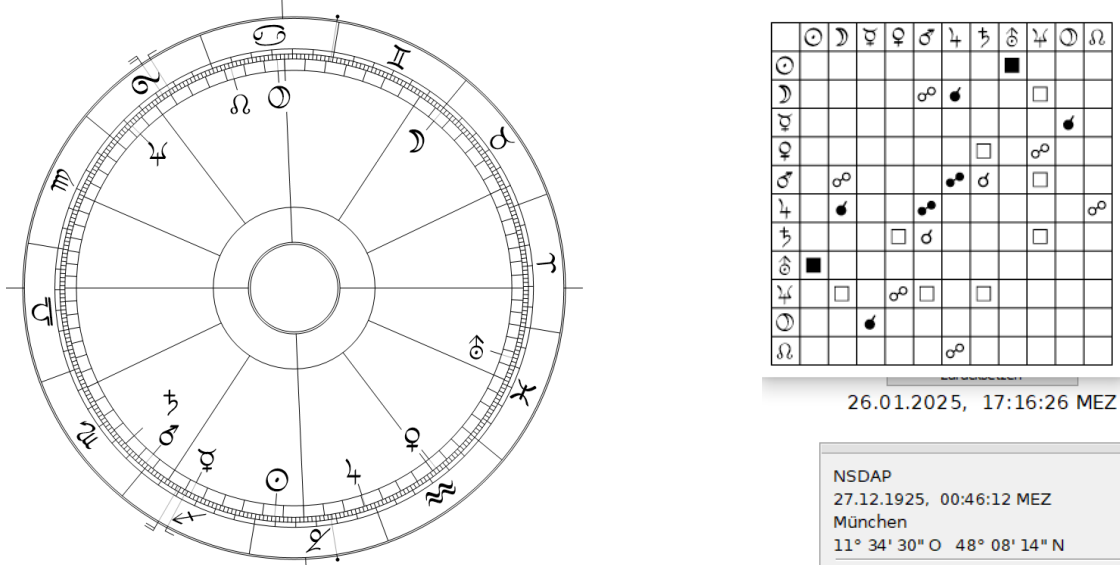 26.01.2025, 17:16:26 MEZ
NSDAP
27.12.1925, 00:46:12 MEZ
München
11° 34' 30" O 48° 08' 14" N